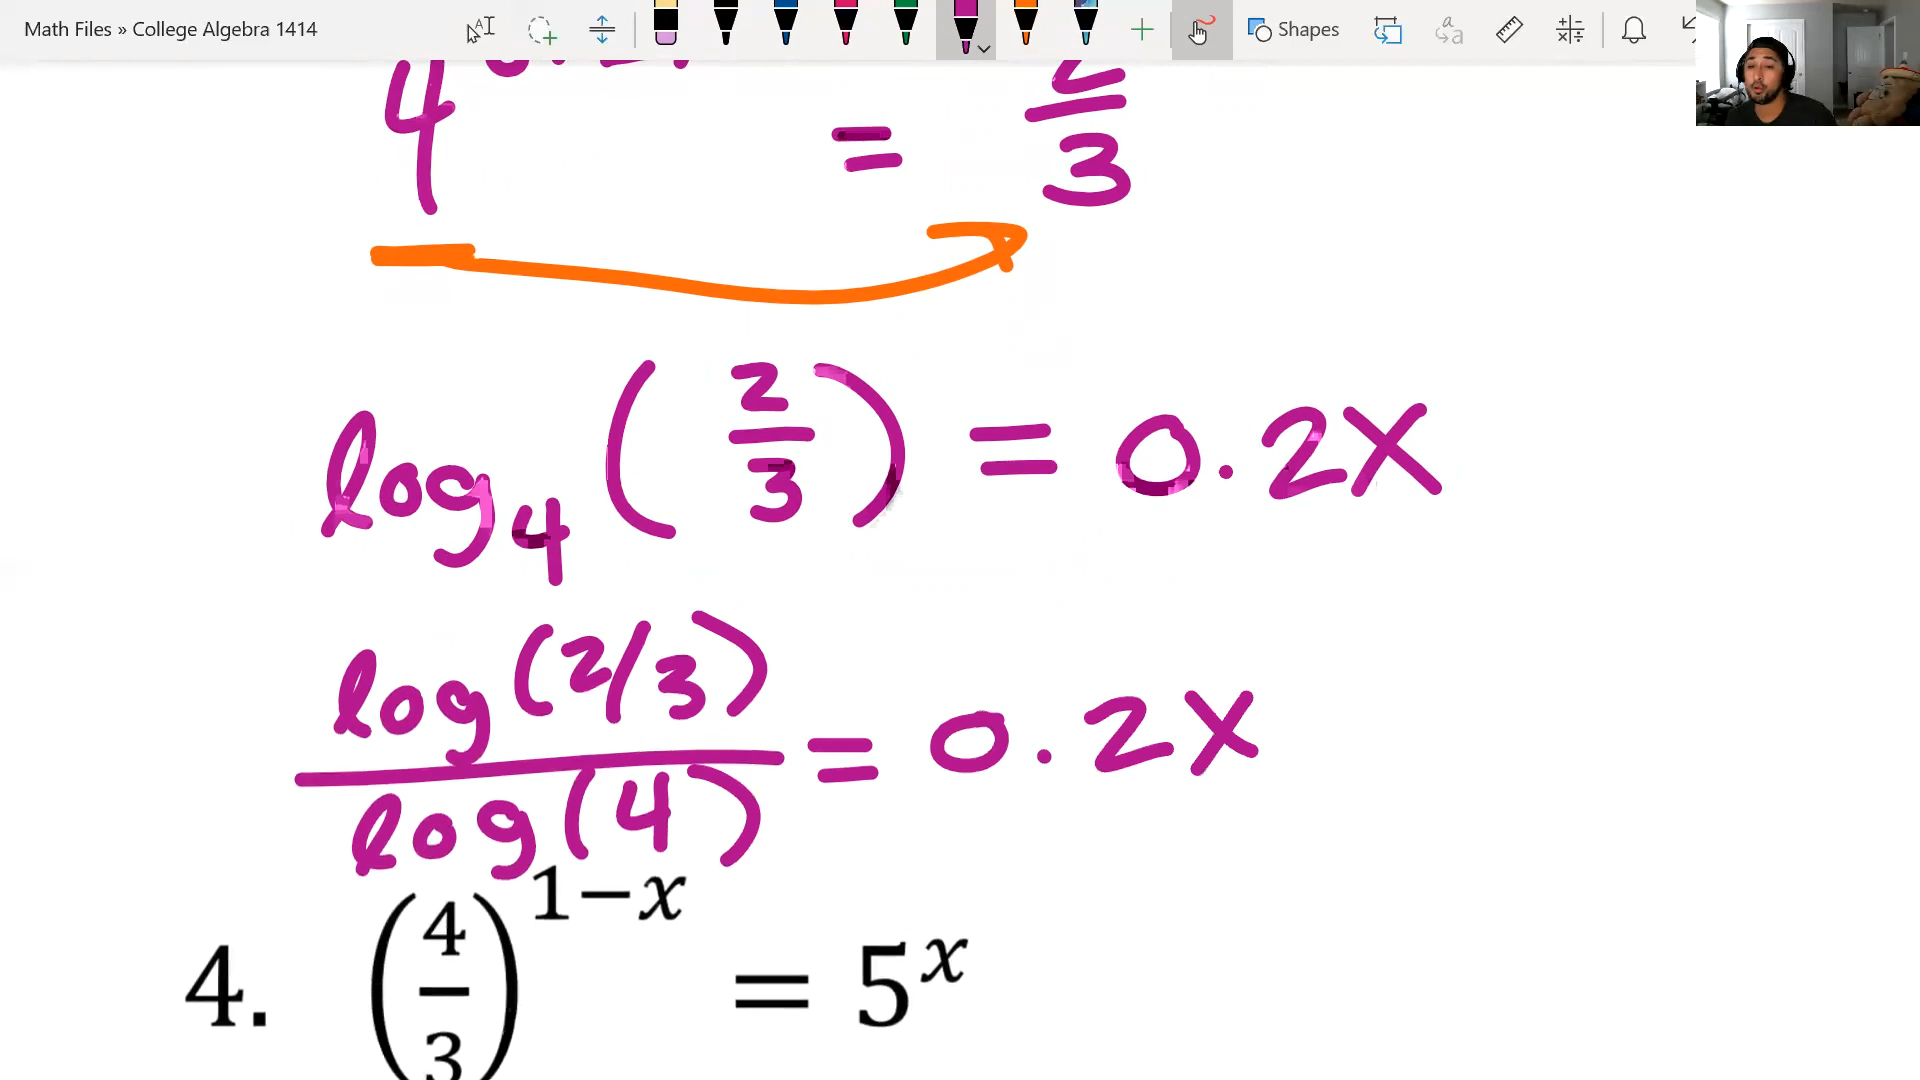 Math Files » College Algebra 1414
Shapes
4 = 2/3
log₄ (2/3) = 0.2x
log(2/3)/log(4) = 0.2x
4. (4/3)^{1−x} = 5^x